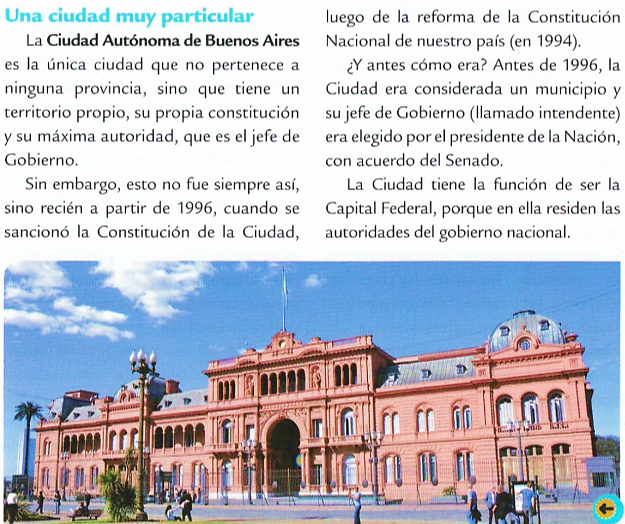 Una ciudad muy particular
La Ciudad Autónoma de Buenos Aires
es la única ciudad que no pertenece a
ninguna provincia, sino que tiene un
territorio propio, su propia constitución
y su máxima autoridad, que es el jefe de
Gobierno.
Sin embargo, esto no fue siempre así,
sino recién a partir de 1996, cuando se
sancionó la Constitución de la Ciudad,
luego de la reforma de la Constitución
Nacional de nuestro país (en 1994).
¿Y antes cómo era? Antes de 1996, la
Ciudad era considerada un municipio y
su jefe de Gobierno (llamado intendente)
era elegido por el presidente de la Nación,
con acuerdo del Senado.
La Ciudad tiene la función de ser la
Capital Federal, porque en ella residen las
autoridades del gobierno nacional.